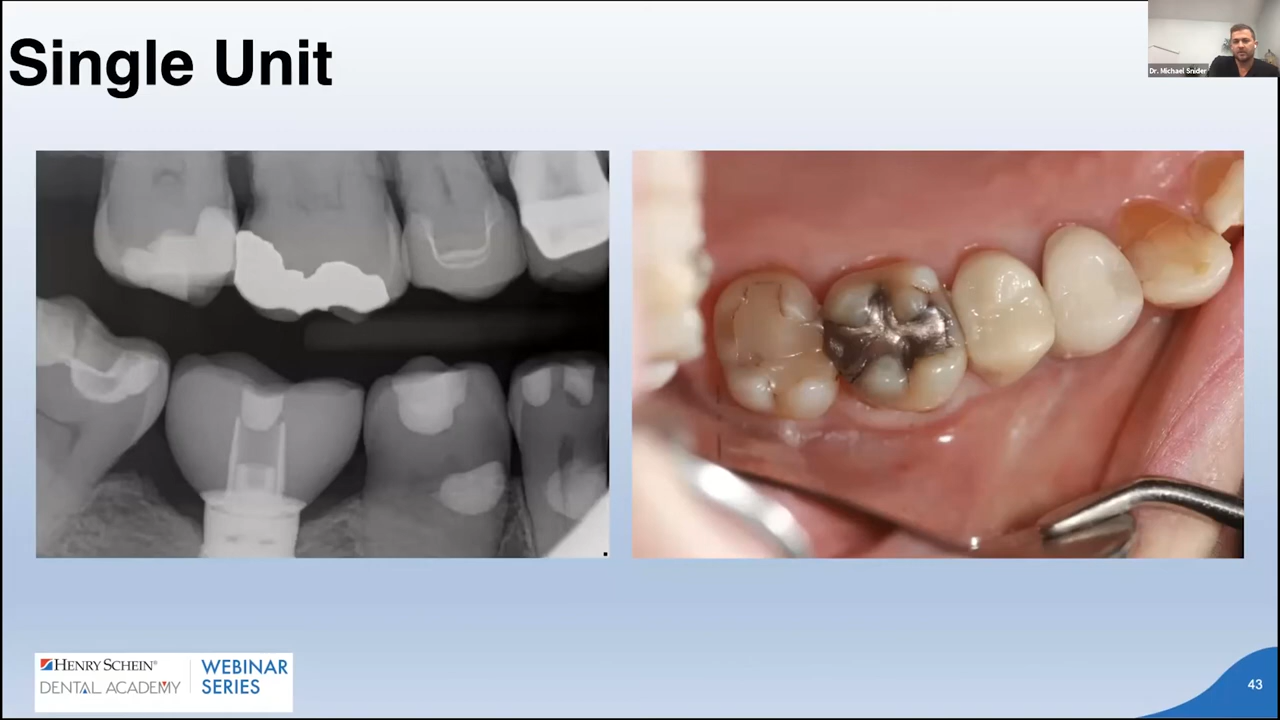 Single Unit
Dr. Michael Snider
HENRY SCHEIN®
DENTAL ACADEMY
WEBINAR
SERIES
43